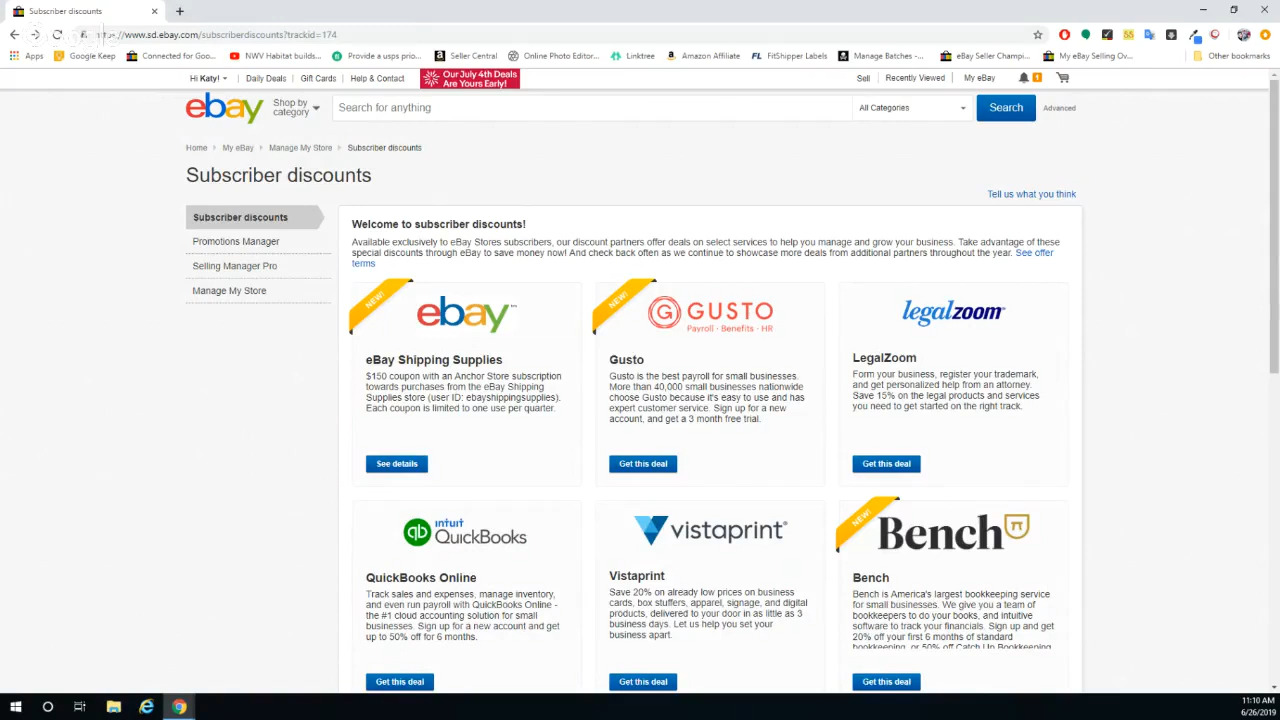 Subscriber discounts
www.sd.ebay.com/subscriberdiscounts?trackid=174
Apps Google Keep Connected for Goo... NWV Habitat builds... Provide a usps prio... Seller Central Online Photo Editor... Linktree Amazon Affiliate FL FitShipper Labels Manage Batches -... eBay Seller Champi... My eBay Selling Ov... Other bookmarks
Hi Katy! Daily Deals Gift Cards Help & Contact Our July 4th Deals Are Yours Early! Sell Recently Viewed My eBay 1
ebay Shop by category Search for anything All Categories Search Advanced
Home My eBay Manage My Store Subscriber discounts
Subscriber discounts
Tell us what you think
Subscriber discounts
Promotions Manager
Selling Manager Pro
Manage My Store
Welcome to subscriber discounts!
Available exclusively to eBay Stores subscribers, our discount partners offer deals on select services to help you manage and grow your business. Take advantage of these
special discounts through eBay to save money now! And check back often as we continue to showcase more deals from additional partners throughout the year. See offer
terms
NEW!
ebay
eBay Shipping Supplies
$150 coupon with an Anchor Store subscription
towards purchases from the eBay Shipping
Supplies store (user ID: ebayshippingsupplies).
Each coupon is limited to one use per quarter.
See details
NEW!
GUSTO
Payroll · Benefits · HR
Gusto
Gusto is the best payroll for small businesses.
More than 40,000 small businesses nationwide
choose Gusto because it's easy to use and has
expert customer service. Sign up for a new
account, and get a 3 month free trial.
Get this deal
legalzoom
LegalZoom
Form your business, register your trademark,
and get personalized help from an attorney.
Save 15% on the legal products and services
you need to get started on the right track.
Get this deal
qb intuit QuickBooks
QuickBooks Online
Track sales and expenses, manage inventory,
and even run payroll with QuickBooks Online -
the #1 cloud accounting solution for small
businesses. Sign up for a new account and get
up to 50% off for 6 months.
Get this deal
vistaprint
Vistaprint
Save 20% on already low prices on business
cards, box stuffers, apparel, signage, and digital
products, delivered to your door in as little as 3
business days. Let us help you set your
business apart.
Get this deal
NEW!
Bench
Bench
Bench is America's largest bookkeeping service
for small businesses. We give you a team of
bookkeepers to do your books, and intuitive
software to track your financials. Sign up and get
20% off your first 6 months of standard
bookkeeping, or 50% off Catch Up Bookkeeping
Get this deal
11:10 AM
6/26/2019